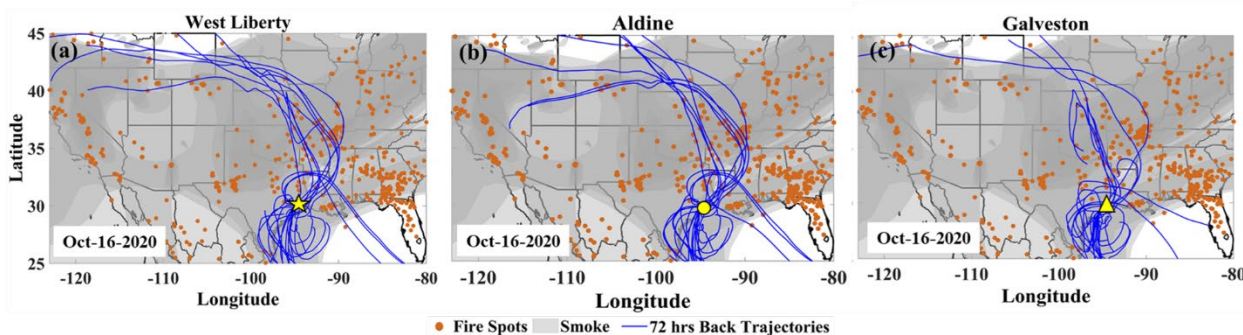 West Liberty
Aldine
Galveston
(a)
(b)
(c)
Latitude
45
40
35
30
25
Oct-16-2020
Oct-16-2020
Oct-16-2020
-120 -110 -100 -90 -80
-120 -110 -100 -90 -80
-120 -110 -100 -90 -80
Longitude
Longitude
Longitude
Fire Spots Smoke 72 hrs Back Trajectories